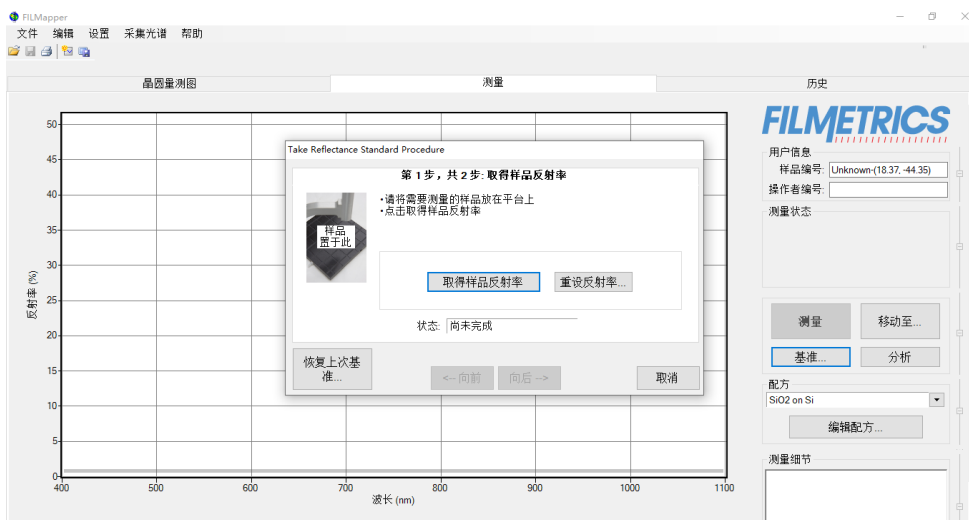 FILMapper
文件 编辑 设置 采集光谱 帮助
晶圆量测图 测量 历史
FILMETRICS
用户信息
样品编号: Unknown-(18.37, -44.35)
操作者编号:
测量状态
测量 移动至...
基准... 分析
配方
SiO2 on Si
编辑配方...
测量细节
Take Reflectance Standard Procedure
第 1 步，共 2 步: 取得样品反射率
•请将需要测量的样品放在平台上
•点击取得样品反射率
样品
置于此
取得样品反射率 重设反射率...
状态: 尚未完成
恢复上次基
准...
<-- 向前 向后 --> 取消
反射率 (%)
50
45
40
35
30
25
20
15
10
5
0
400 500 600 700 800 900 1000 1100
波长 (nm)